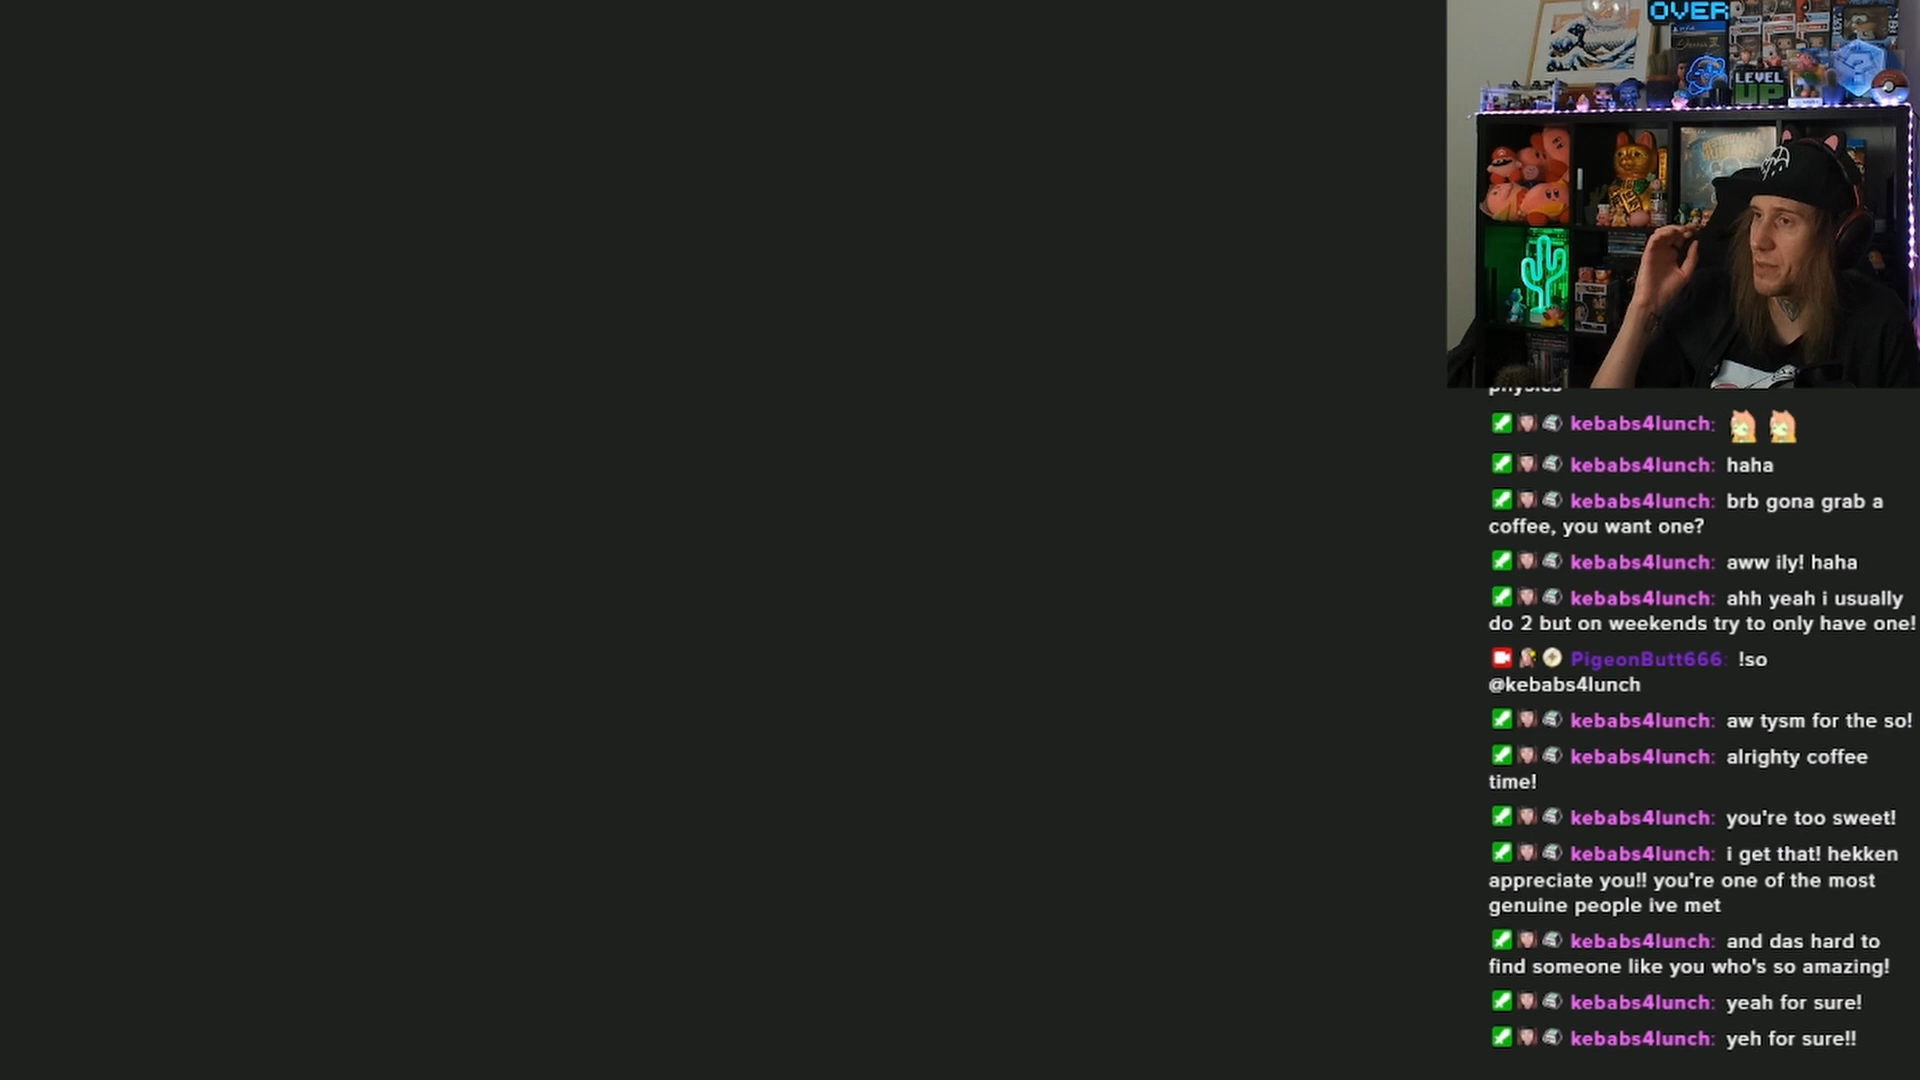 OVER
LEVEL
UP
physics
kebabs4lunch:
kebabs4lunch: haha
kebabs4lunch: brb gona grab a
coffee, you want one?
kebabs4lunch: aww ily! haha
kebabs4lunch: ahh yeah i usually
do 2 but on weekends try to only have one!
PigeonButt666: !so
@kebabs4lunch
kebabs4lunch: aw tysm for the so!
kebabs4lunch: alrighty coffee
time!
kebabs4lunch: you're too sweet!
kebabs4lunch: i get that! hekken
appreciate you!! you're one of the most
genuine people ive met
kebabs4lunch: and das hard to
find someone like you who's so amazing!
kebabs4lunch: yeah for sure!
kebabs4lunch: yeh for sure!!